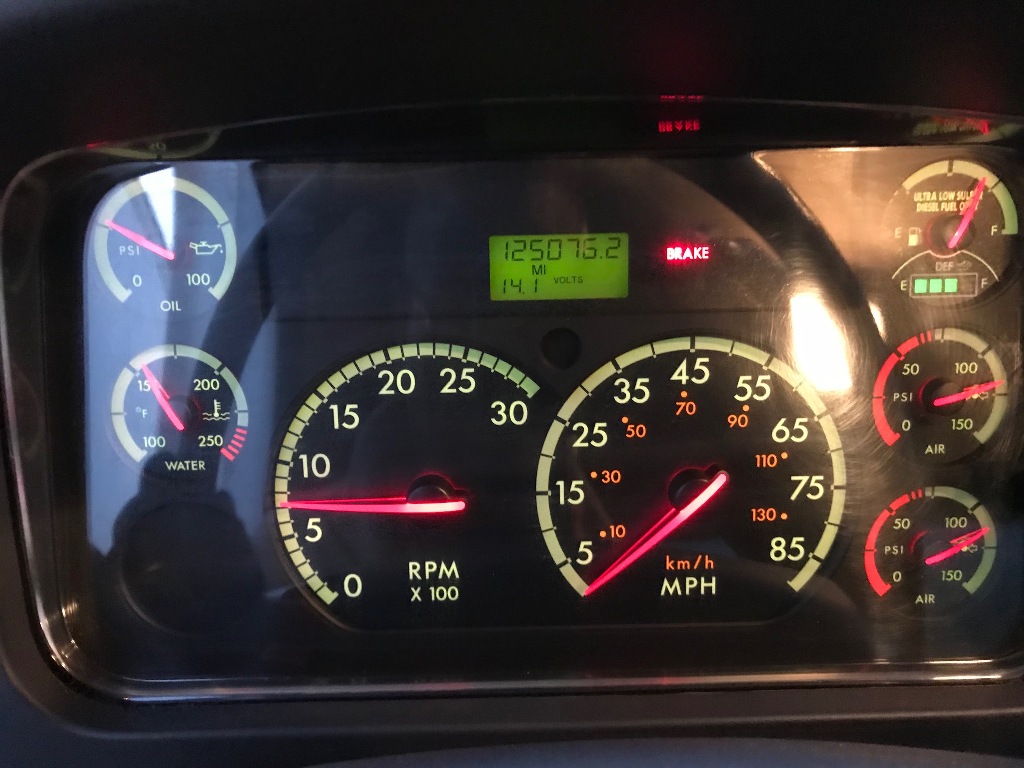 PSI
0 100
OIL
15 200
°F
100 250
WATER
0 5 10 15 20 25 30
RPM
X 100
125076.2
MI
14.1 VOLTS
BRAKE
5 15 25 35 45 55 65 75 85
10 30 50 70 90 110 130
km/h
MPH
ULTRA LOW
DIESEL FUEL
E F
DEF
E F
50 100
PSI
0 150
AIR
50 100
PSI
0 150
AIR